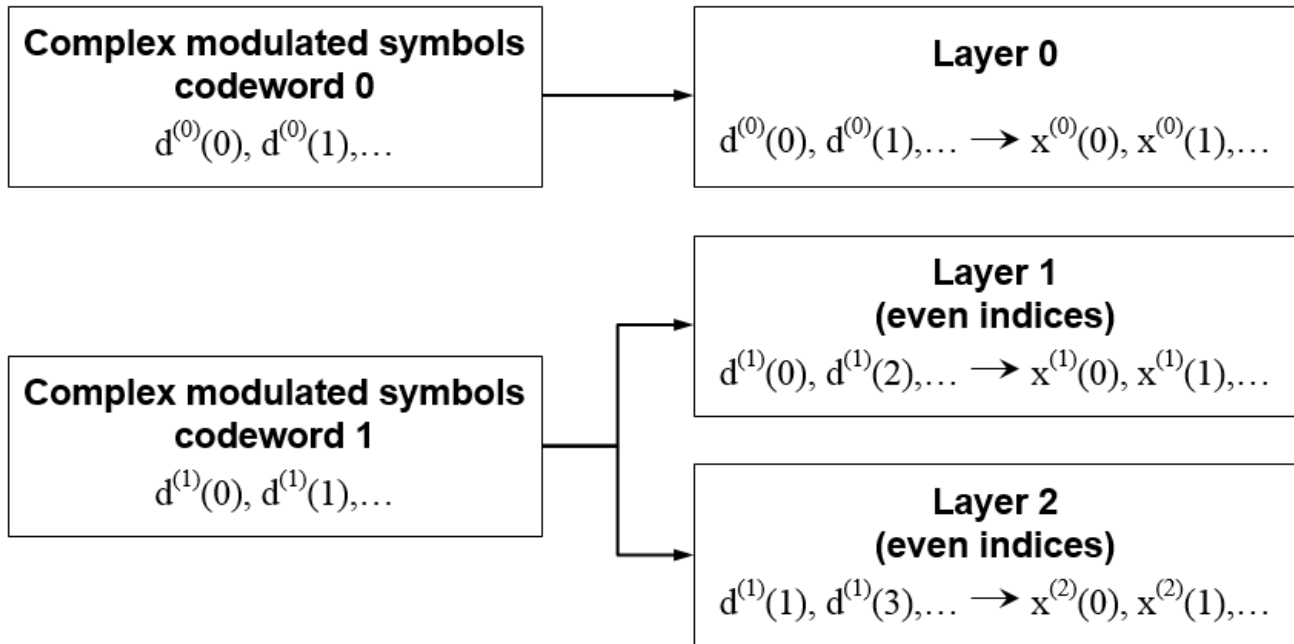 Complex modulated symbols
codeword 0
d⁽⁰⁾(0), d⁽⁰⁾(1),…
Layer 0
d⁽⁰⁾(0), d⁽⁰⁾(1),… → x⁽⁰⁾(0), x⁽⁰⁾(1),…
Complex modulated symbols
codeword 1
d⁽¹⁾(0), d⁽¹⁾(1),…
Layer 1
(even indices)
d⁽¹⁾(0), d⁽¹⁾(2),… → x⁽¹⁾(0), x⁽¹⁾(1),…
Layer 2
(even indices)
d⁽¹⁾(1), d⁽¹⁾(3),… → x⁽²⁾(0), x⁽²⁾(1),…